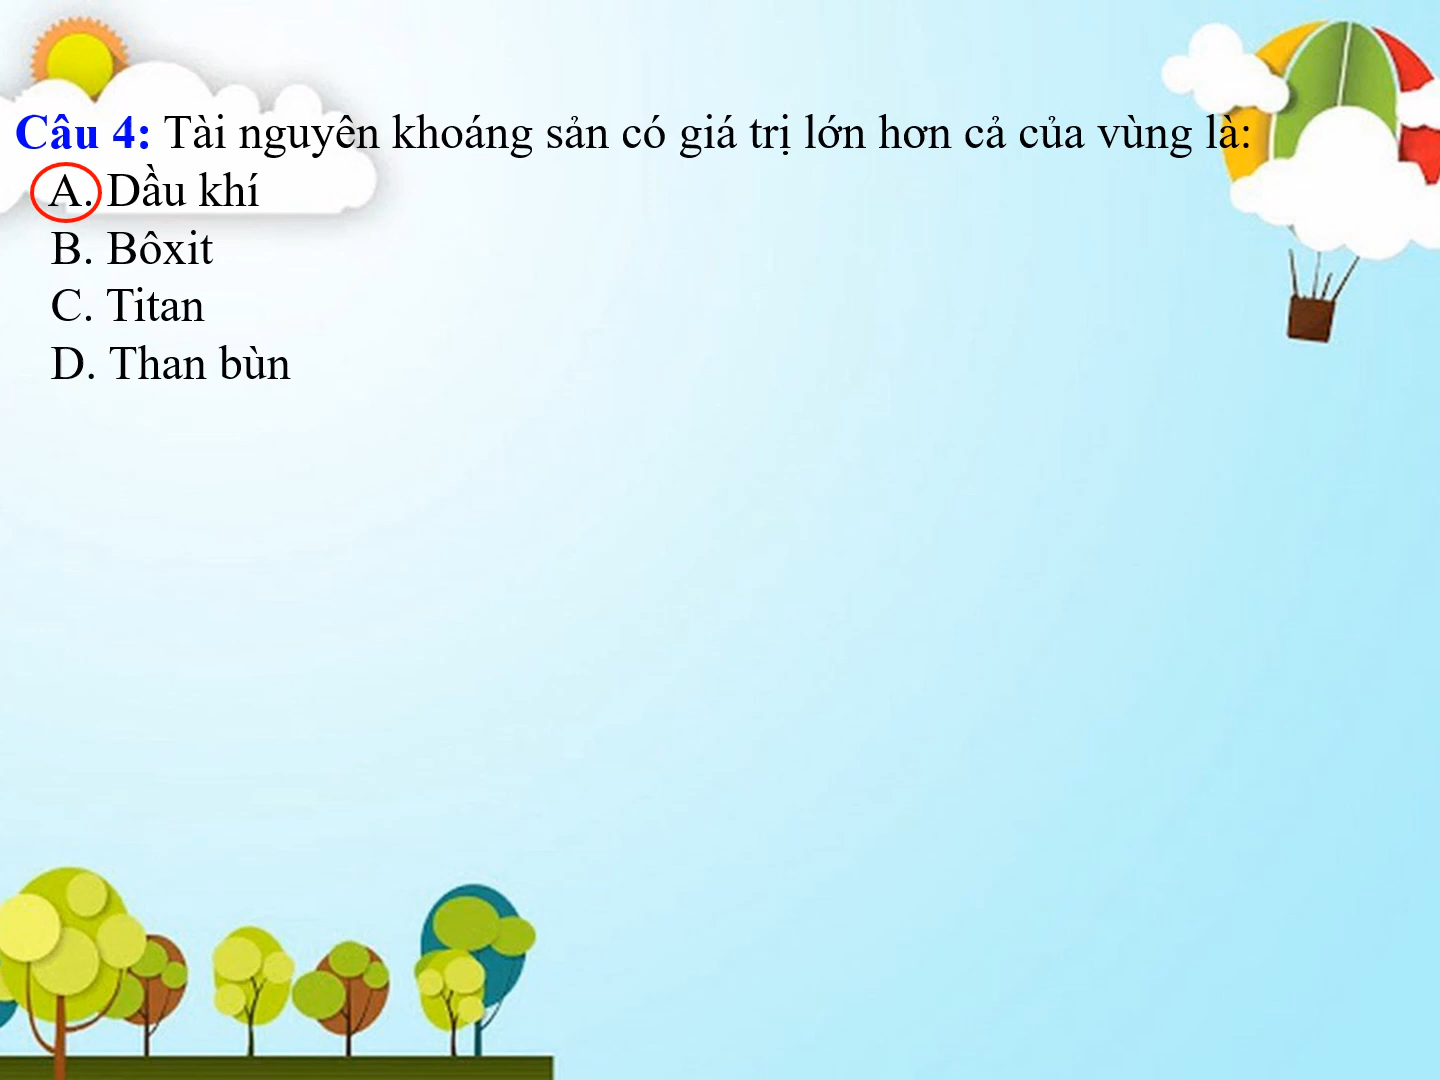 Câu 4: Tài nguyên khoáng sản có giá trị lớn hơn cả của vùng là:
A. Dầu khí
B. Bôxit
C. Titan
D. Than bùn